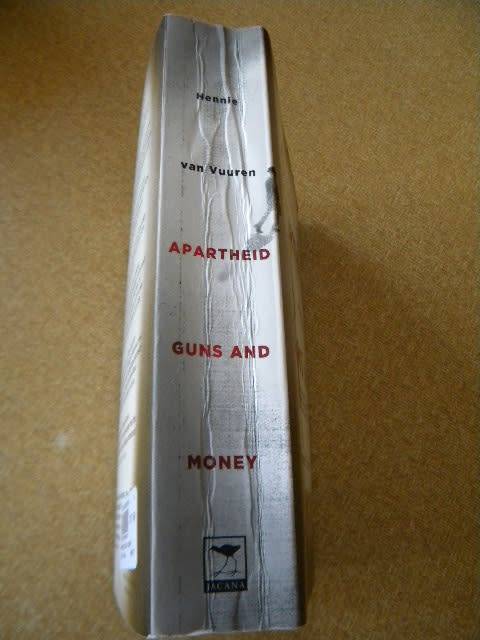 Hennie
van Vuuren
APARTHEID
GUNS AND
MONEY
JACANA